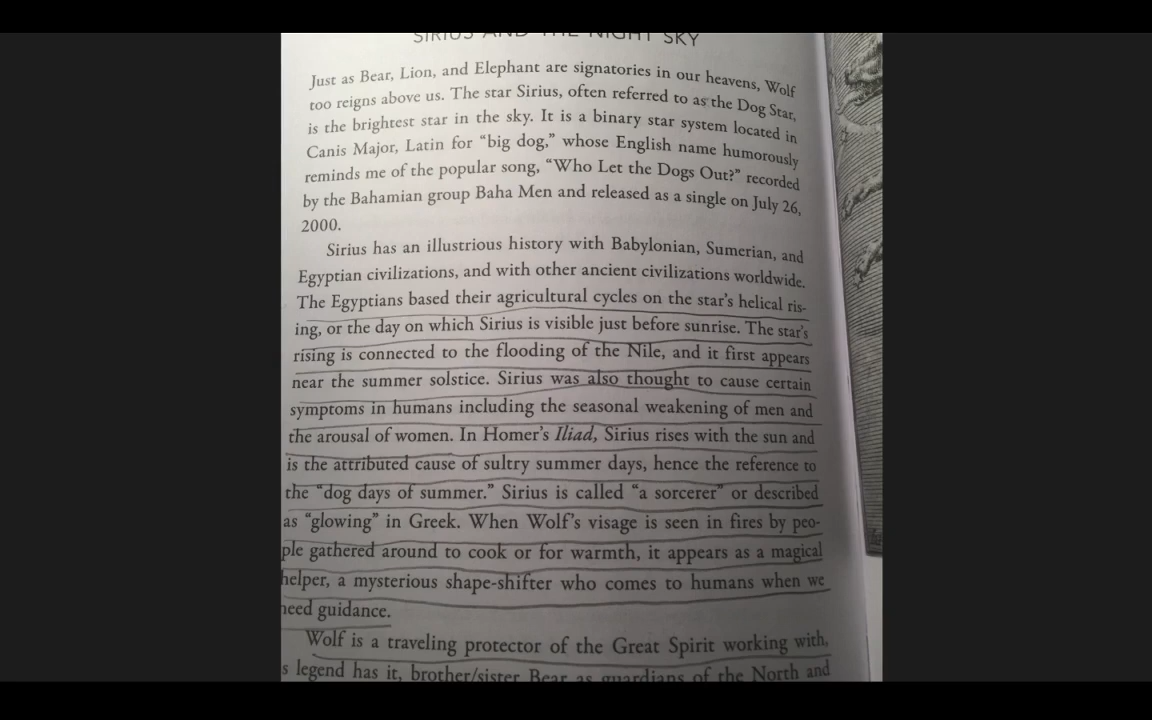 SIRIUS AND THE NIGHT SKY
Just as Bear, Lion, and Elephant are signatories in our heavens, Wolf
too reigns above us. The star Sirius, often referred to as the Dog Star,
is the brightest star in the sky. It is a binary star system located in
Canis Major, Latin for “big dog,” whose English name humorously
reminds me of the popular song, “Who Let the Dogs Out?” recorded
by the Bahamian group Baha Men and released as a single on July 26,
2000.
Sirius has an illustrious history with Babylonian, Sumerian, and
Egyptian civilizations, and with other ancient civilizations worldwide.
The Egyptians based their agricultural cycles on the star’s helical ris-
ing, or the day on which Sirius is visible just before sunrise. The star’s
rising is connected to the flooding of the Nile, and it first appears
near the summer solstice. Sirius was also thought to cause certain
symptoms in humans including the seasonal weakening of men and
the arousal of women. In Homer’s Iliad, Sirius rises with the sun and
is the attributed cause of sultry summer days, hence the reference to
the “dog days of summer.” Sirius is called “a sorcerer” or described
as “glowing” in Greek. When Wolf’s visage is seen in fires by peo-
ple gathered around to cook or for warmth, it appears as a magical
helper, a mysterious shape-shifter who comes to humans when we
need guidance.
Wolf is a traveling protector of the Great Spirit working with,
s legend has it, brother/sister Bear as guardians of the North and